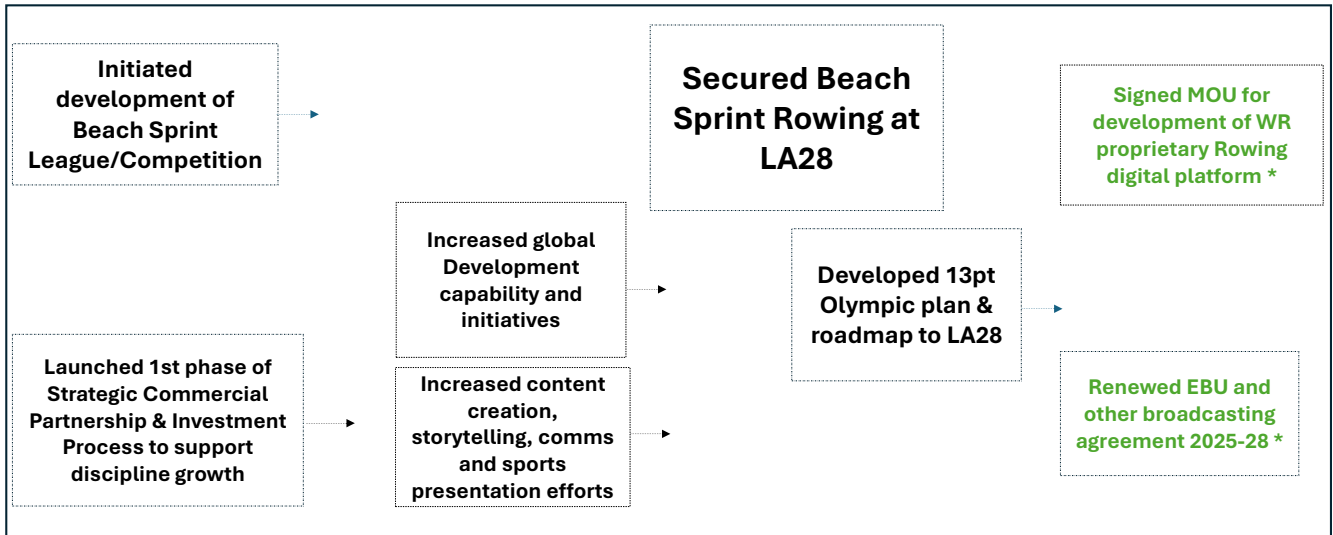 Initiated
development of
Beach Sprint
League/Competition
Launched 1st phase of
Strategic Commercial
Partnership & Investment
Process to support
discipline growth
Increased global
Development
capability and
initiatives
Increased content
creation,
storytelling, comms
and sports
presentation efforts
Secured Beach
Sprint Rowing at
LA28
Developed 13pt
Olympic plan &
roadmap to LA28
Signed MOU for
development of WR
proprietary Rowing
digital platform *
Renewed EBU and
other broadcasting
agreement 2025-28 *